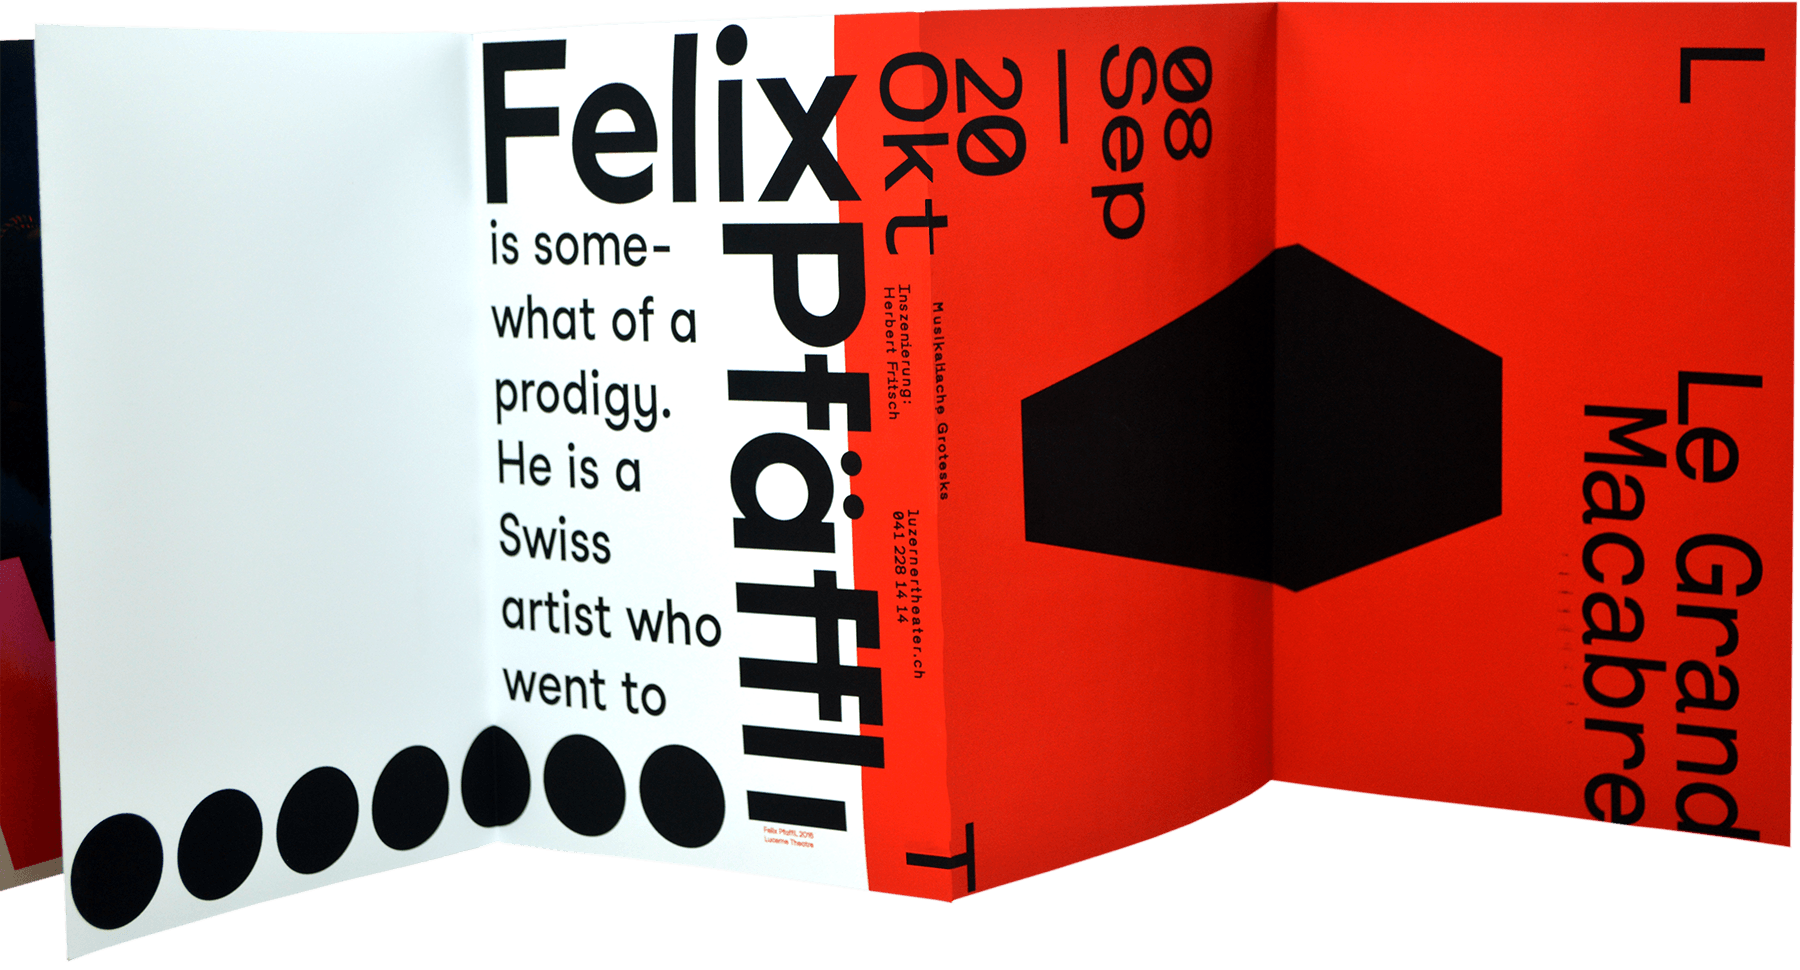 Felix
Pfäffli
is some-
what of a
prodigy.
He is a
Swiss
artist who
went to
Felix Pfäffli, 2016
Lucerne Theatre
08
Sep
—
20
Okt
Musikalische Groteske
Inszenierung:
Herbert Fritsch
luzernertheater.ch
041 228 14 14
L
T
Le Grand
Macabre